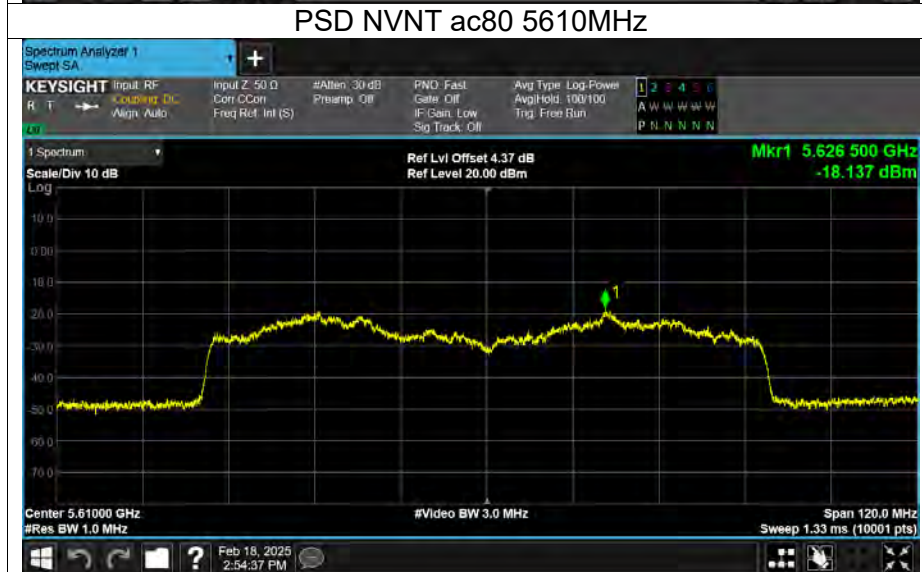 PSD NVNT ac80 5610MHz
Spectrum Analyzer 1
Swept SA
+
KEYSIGHT Input: RF Input Z: 50 Ω #Atten: 30 dB PNO: Fast Avg Type: Log-Power 1 2 3 4 5 6
R T Coupling: DC Corr CCorr Preamp: Off Gate: Off Avg|Hold: 100/100 A W W W W W
Align: Auto Freq Ref: Int (S) IF Gain: Low Trig: Free Run
Sig Track: Off P N N N N N
1 Spectrum Ref Lvl Offset 4.37 dB Mkr1 5.626 500 GHz
Scale/Div 10 dB Ref Level 20.00 dBm -18.137 dBm
Log
10.0
0.00
-10.0
1
-20.0
-30.0
-40.0
-50.0
-60.0
-70.0
Center 5.61000 GHz #Video BW 3.0 MHz Span 120.0 MHz
#Res BW 1.0 MHz Sweep 1.33 ms (10001 pts)
? Feb 18, 2025
2:54:37 PM